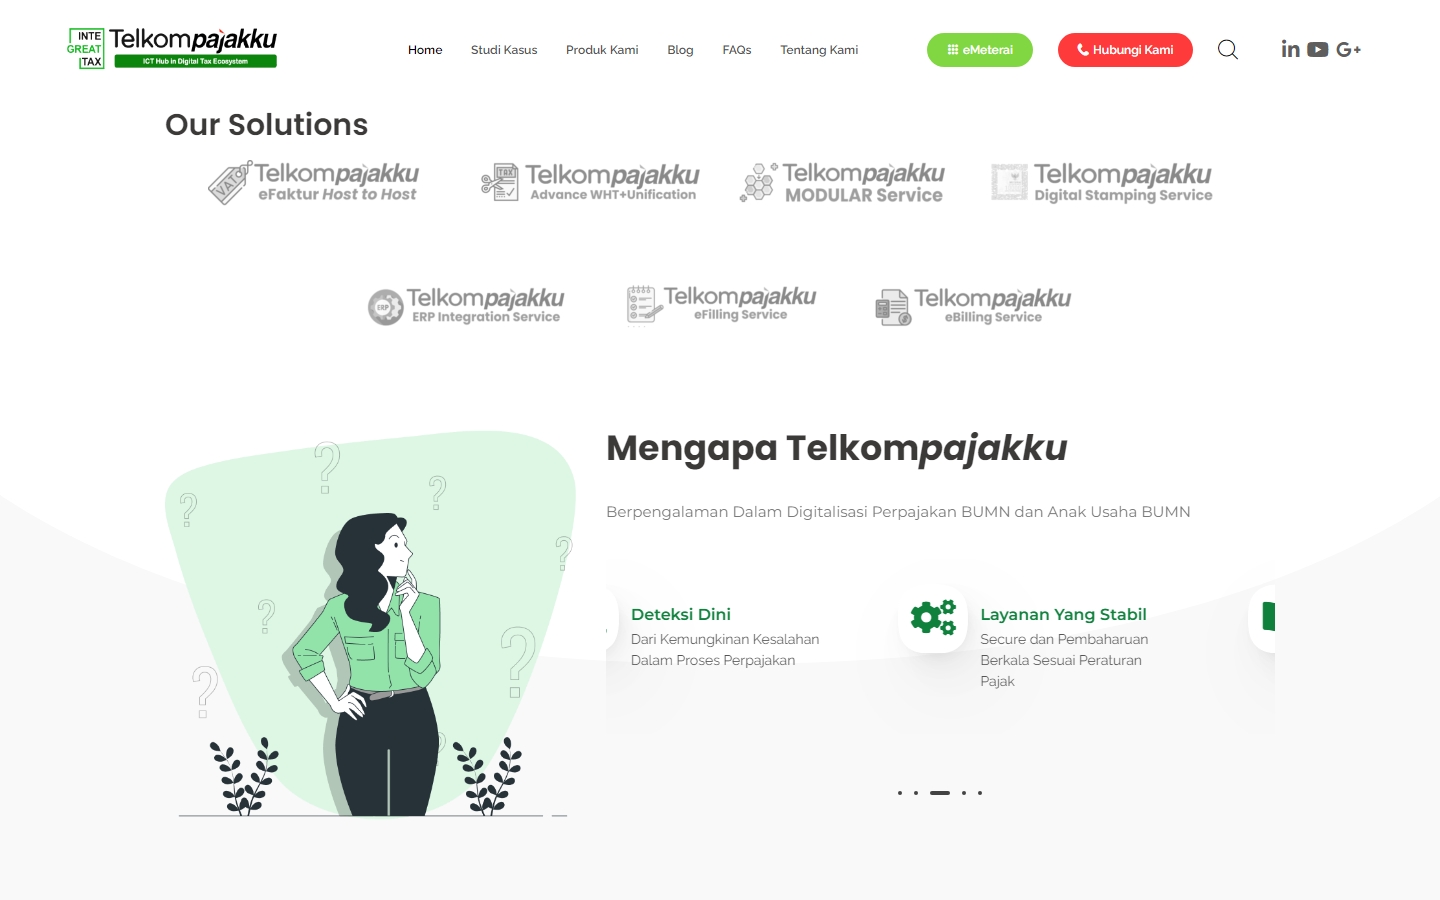 INTE
GREAT
TAX
Telkompajakku
ICT Hub in Digital Tax Ecosystem
Home
Studi Kasus
Produk Kami
Blog
FAQs
Tentang Kami
eMeterai
Hubungi Kami
Our Solutions
VAT
Telkompajakku
eFaktur Host to Host
TAX
Telkompajakku
Advance WHT+Unification
Telkompajakku
MODULAR Service
Telkompajakku
Digital Stamping Service
ERP
Telkompajakku
ERP Integration Service
Telkompajakku
eFilling Service
Telkompajakku
eBilling Service
Mengapa Telkompajakku
Berpengalaman Dalam Digitalisasi Perpajakan BUMN dan Anak Usaha BUMN
Deteksi Dini
Dari Kemungkinan Kesalahan
Dalam Proses Perpajakan
Layanan Yang Stabil
Secure dan Pembaharuan
Berkala Sesuai Peraturan
Pajak